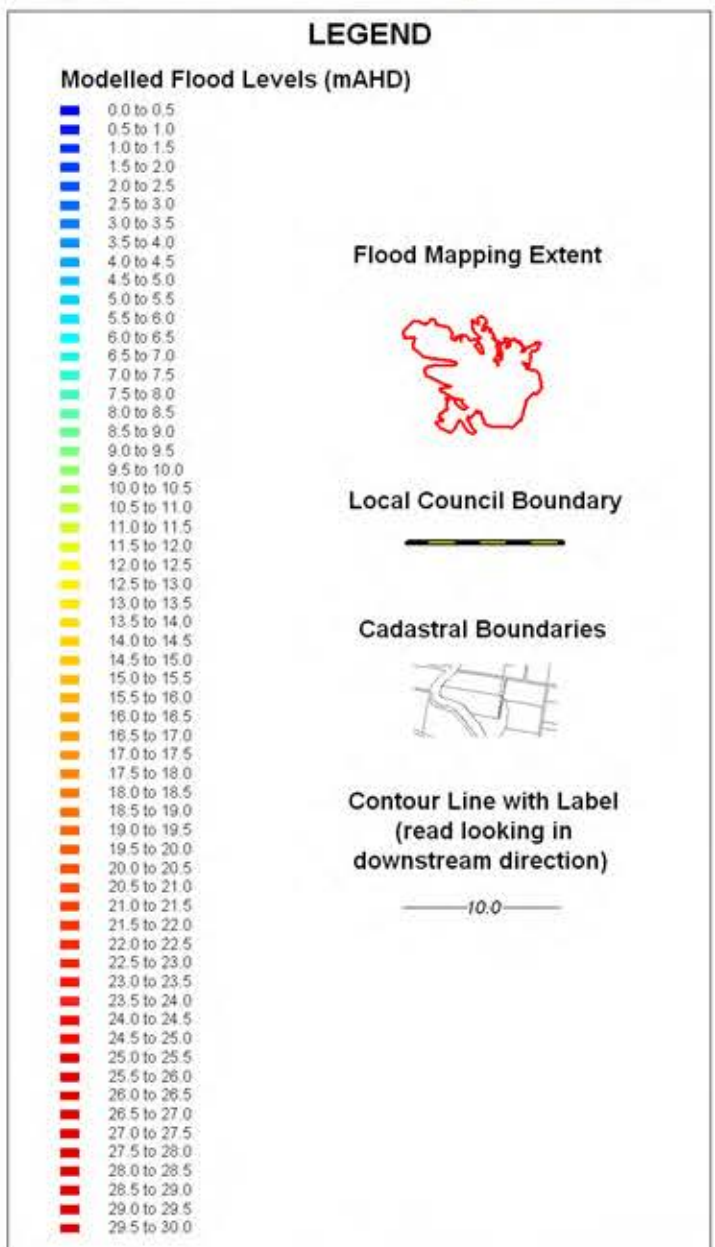 LEGEND
Modelled Flood Levels (mAHD)
0.0 to 0.5
0.5 to 1.0
1.0 to 1.5
1.5 to 2.0
2.0 to 2.5
2.5 to 3.0
3.0 to 3.5
3.5 to 4.0
4.0 to 4.5
4.5 to 5.0
5.0 to 5.5
5.5 to 6.0
6.0 to 6.5
6.5 to 7.0
7.0 to 7.5
7.5 to 8.0
8.0 to 8.5
8.5 to 9.0
9.0 to 9.5
9.5 to 10.0
10.0 to 10.5
10.5 to 11.0
11.0 to 11.5
11.5 to 12.0
12.0 to 12.5
12.5 to 13.0
13.0 to 13.5
13.5 to 14.0
14.0 to 14.5
14.5 to 15.0
15.0 to 15.5
15.5 to 16.0
16.0 to 16.5
16.5 to 17.0
17.0 to 17.5
17.5 to 18.0
18.0 to 18.5
18.5 to 19.0
19.0 to 19.5
19.5 to 20.0
20.0 to 20.5
20.5 to 21.0
21.0 to 21.5
21.5 to 22.0
22.0 to 22.5
22.5 to 23.0
23.0 to 23.5
23.5 to 24.0
24.0 to 24.5
24.5 to 25.0
25.0 to 25.5
25.5 to 26.0
26.0 to 26.5
26.5 to 27.0
27.0 to 27.5
27.5 to 28.0
28.0 to 28.5
28.5 to 29.0
29.0 to 29.5
29.5 to 30.0
Flood Mapping Extent
Local Council Boundary
Cadastral Boundaries
Contour Line with Label
(read looking in
downstream direction)
10.0